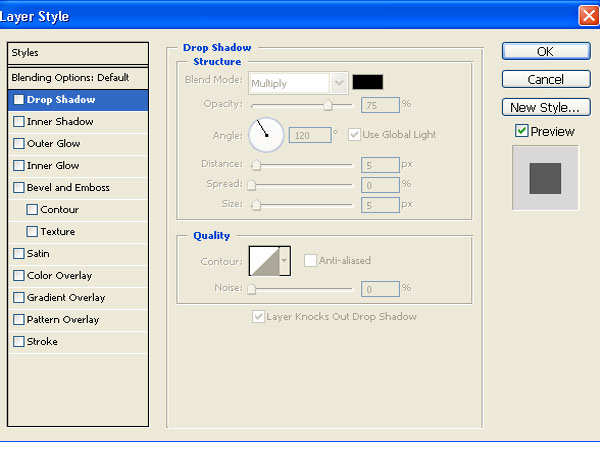 Layer Style
Styles
Blending Options: Default
Drop Shadow
Inner Shadow
Outer Glow
Inner Glow
Bevel and Emboss
Contour
Texture
Satin
Color Overlay
Gradient Overlay
Pattern Overlay
Stroke
Drop Shadow
Structure
Blend Mode: Multiply
Opacity: 75 %
Angle: 120 ° Use Global Light
Distance: 5 px
Spread: 0 %
Size: 5 px
Quality
Contour: Anti-aliased
Noise: 0 %
Layer Knocks Out Drop Shadow
OK
Cancel
New Style...
Preview